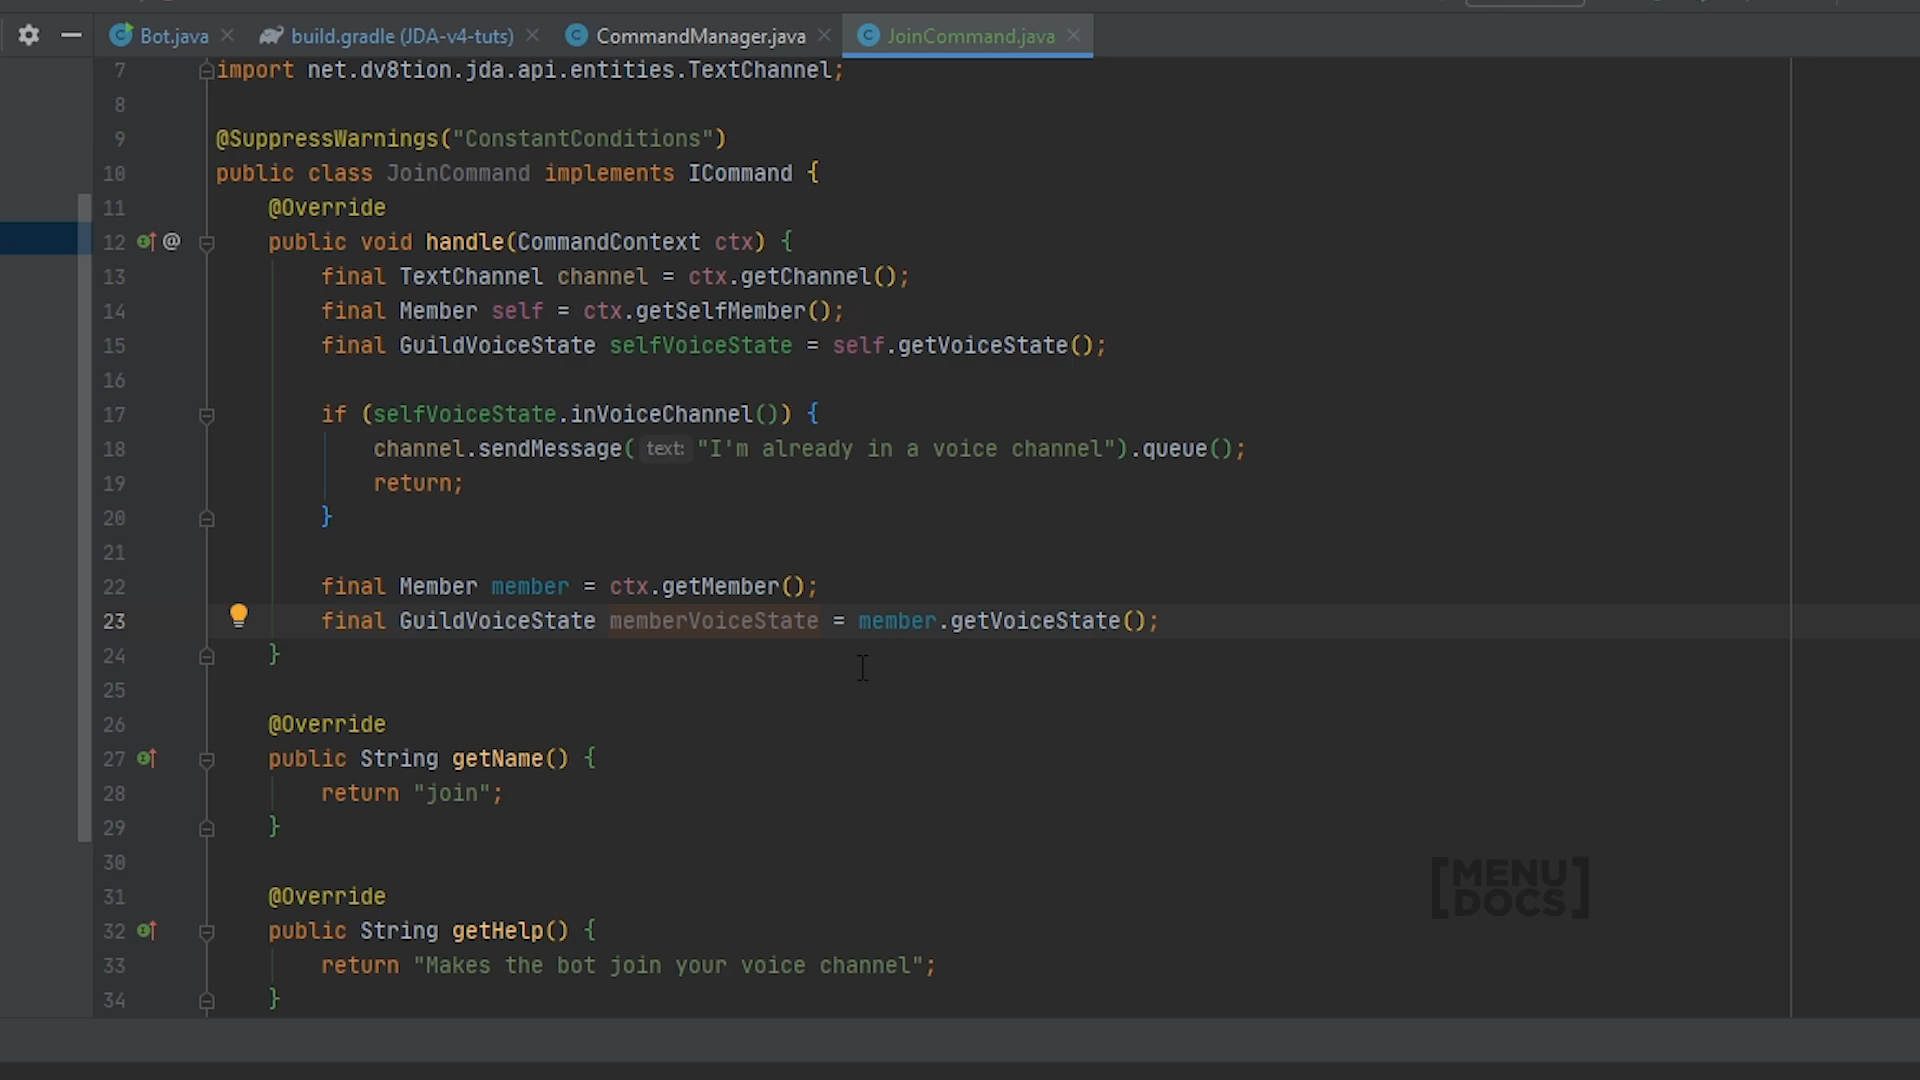 Bot.java
build.gradle (JDA-v4-tuts)
CommandManager.java
JoinCommand.java
7 import net.dv8tion.jda.api.entities.TextChannel;
8
9 @SuppressWarnings("ConstantConditions")
10 public class JoinCommand implements ICommand {
11 @Override
12 @ public void handle(CommandContext ctx) {
13 final TextChannel channel = ctx.getChannel();
14 final Member self = ctx.getSelfMember();
15 final GuildVoiceState selfVoiceState = self.getVoiceState();
16
17 if (selfVoiceState.inVoiceChannel()) {
18 channel.sendMessage( text: "I'm already in a voice channel").queue();
19 return;
20 }
21
22 final Member member = ctx.getMember();
23 final GuildVoiceState memberVoiceState = member.getVoiceState();
24 }
25
26 @Override
27 public String getName() {
28 return "join";
29 }
30
31 @Override
32 public String getHelp() {
33 return "Makes the bot join your voice channel";
34 }
[MENU
DOCS]